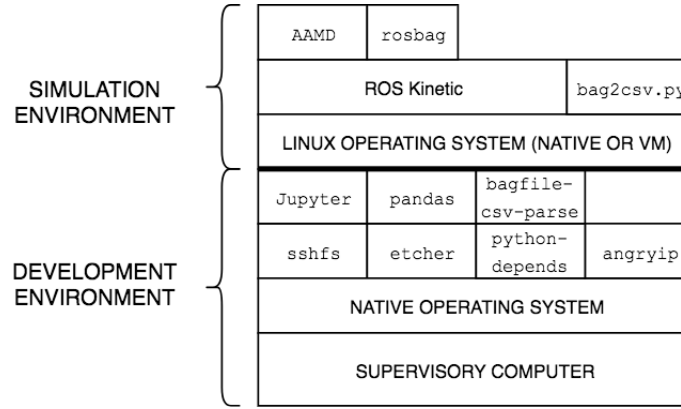 AAMD
rosbag
SIMULATION
ENVIRONMENT
ROS Kinetic
bag2csv.py
LINUX OPERATING SYSTEM (NATIVE OR VM)
Jupyter
pandas
bagfile-
csv-parse
DEVELOPMENT
ENVIRONMENT
sshfs
etcher
python-
depends
angryip
NATIVE OPERATING SYSTEM
SUPERVISORY COMPUTER